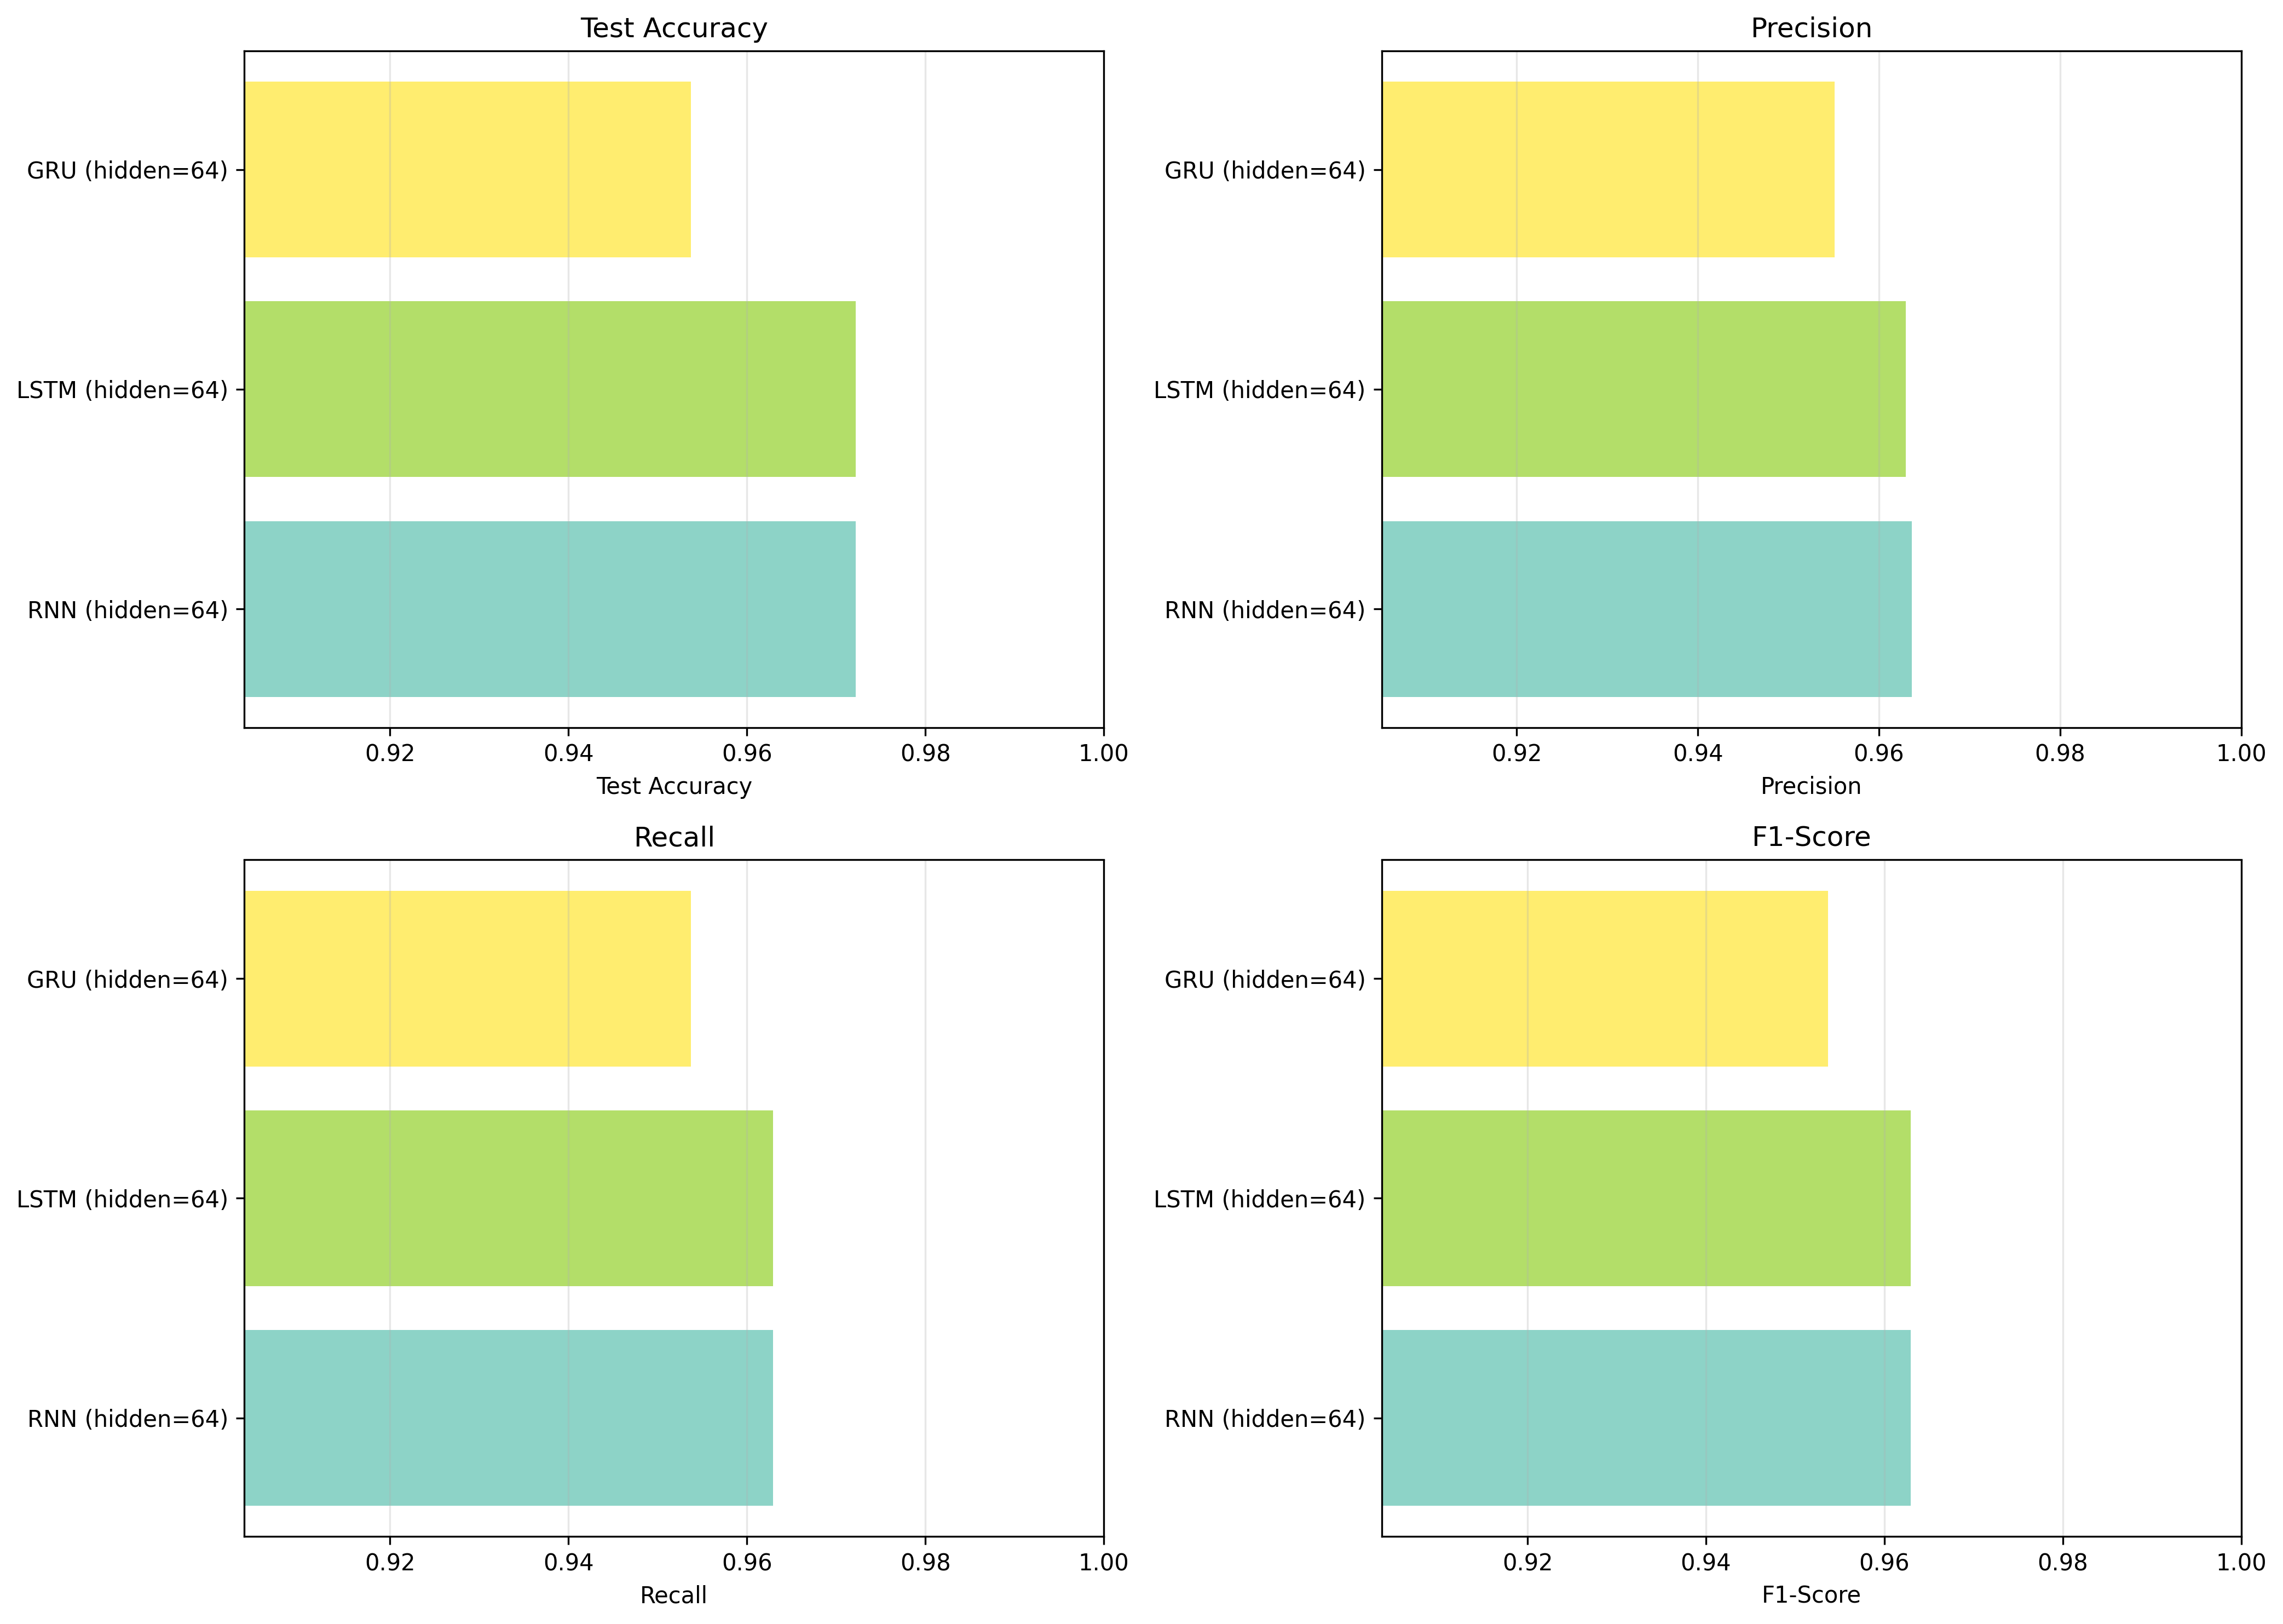 Test Accuracy
GRU (hidden=64)
LSTM (hidden=64)
RNN (hidden=64)
0.92 0.94 0.96 0.98 1.00
Test Accuracy
Precision
GRU (hidden=64)
LSTM (hidden=64)
RNN (hidden=64)
0.92 0.94 0.96 0.98 1.00
Precision
Recall
GRU (hidden=64)
LSTM (hidden=64)
RNN (hidden=64)
0.92 0.94 0.96 0.98 1.00
Recall
F1-Score
GRU (hidden=64)
LSTM (hidden=64)
RNN (hidden=64)
0.92 0.94 0.96 0.98 1.00
F1-Score